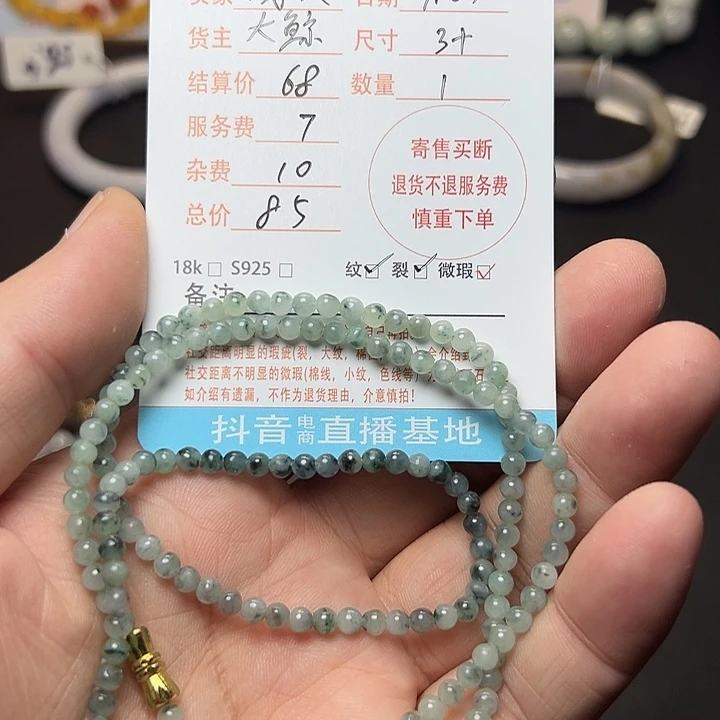 货主 大鲸 尺寸 3+
结算价 68 数量 1
服务费 7
杂费 10
总价 85
寄售买断
退货不退服务费
慎重下单
18k □ S925 □ 纹 ☑ 裂 ☑ 微瑕 ☑
备注
社交距离明显的瑕疵(裂，大纹，棉
社交距离不明显的微瑕(棉线，小纹，色线等)
如介绍有遗漏，不作为退货理由，介意慎拍！
抖音电商直播基地